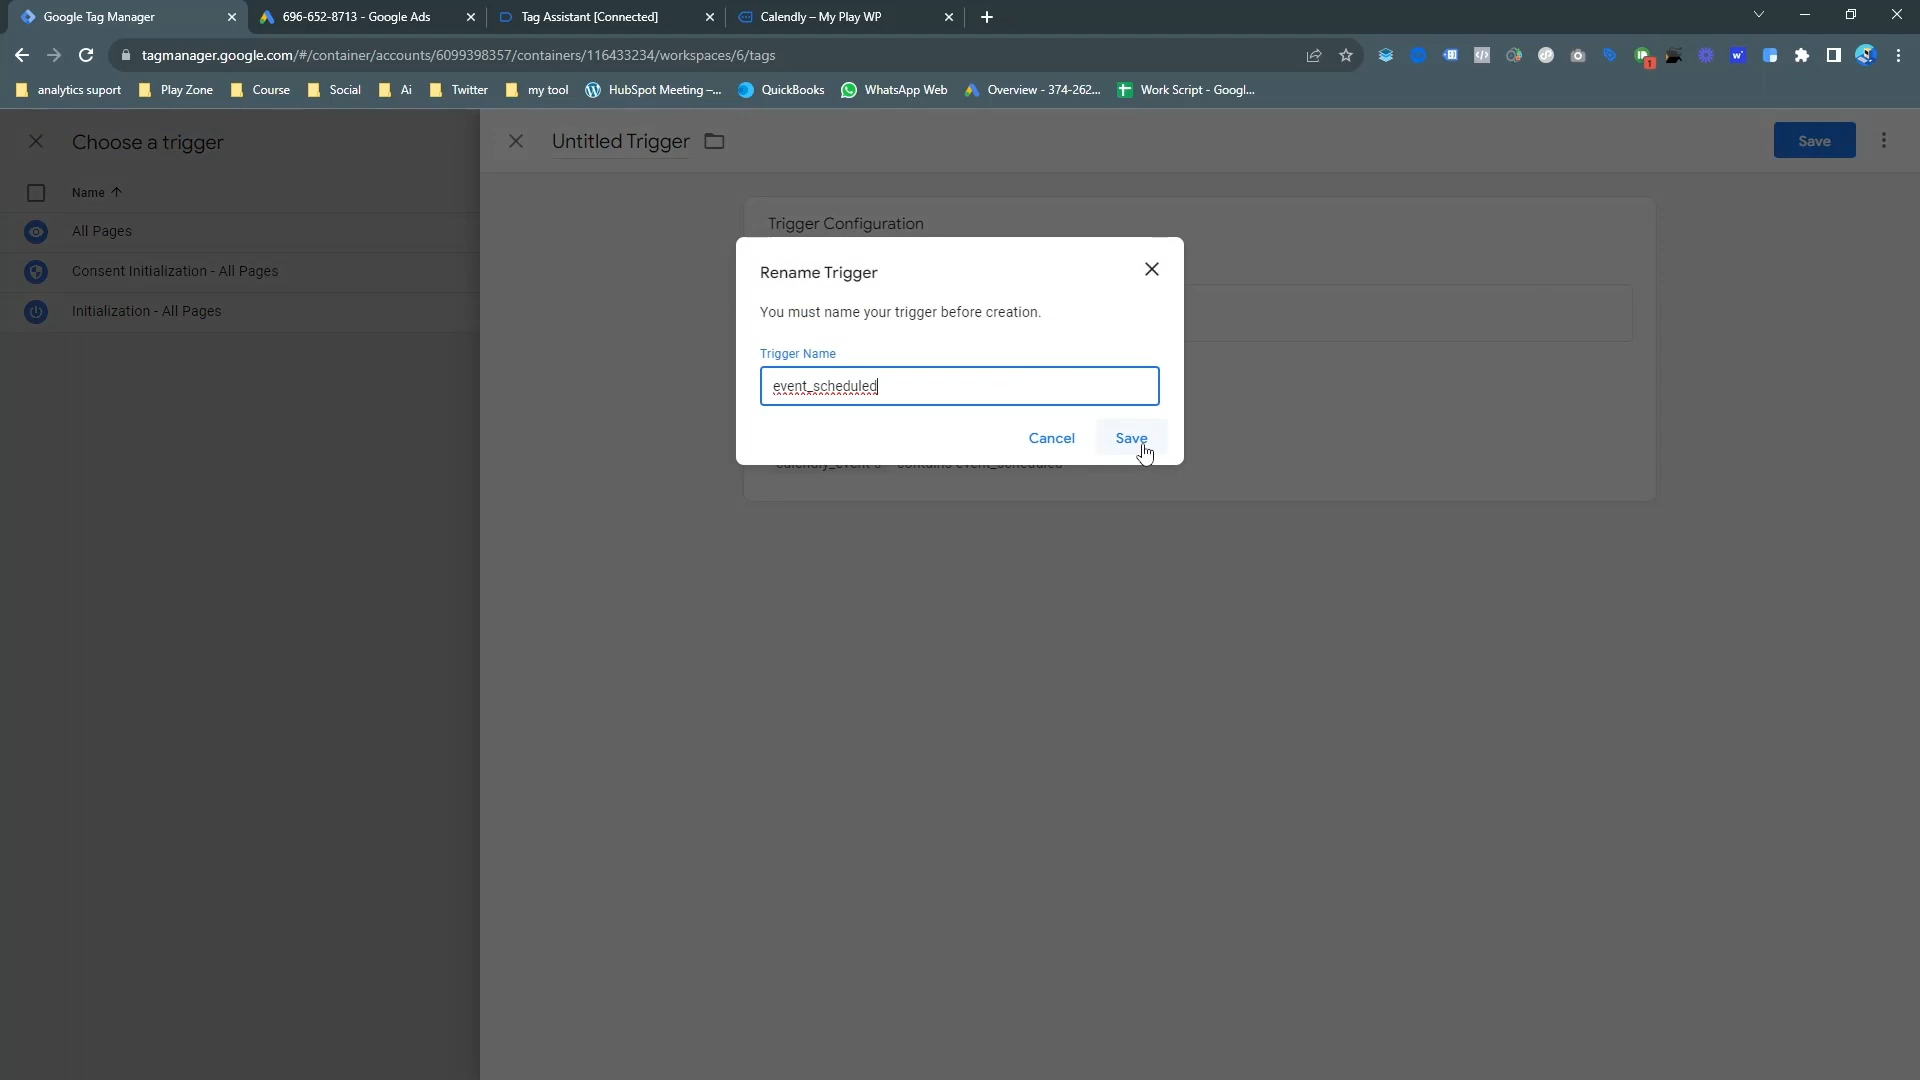 Google Tag Manager
696-652-8713 - Google Ads
Tag Assistant [Connected]
Calendly – My Play WP
tagmanager.google.com/#/container/accounts/6099398357/containers/116433234/workspaces/6/tags
1
analytics suport
Play Zone
Course
Social
Ai
Twitter
my tool
HubSpot Meeting –...
QuickBooks
WhatsApp Web
Overview - 374-262...
Work Script - Googl...
Choose a trigger
Untitled Trigger
Save
Name
Trigger Configuration
All Pages
Consent Initialization - All Pages
Initialization - All Pages
Rename Trigger
You must name your trigger before creation.
Trigger Name
event_scheduled
Cancel
Save
contains event_scheduled